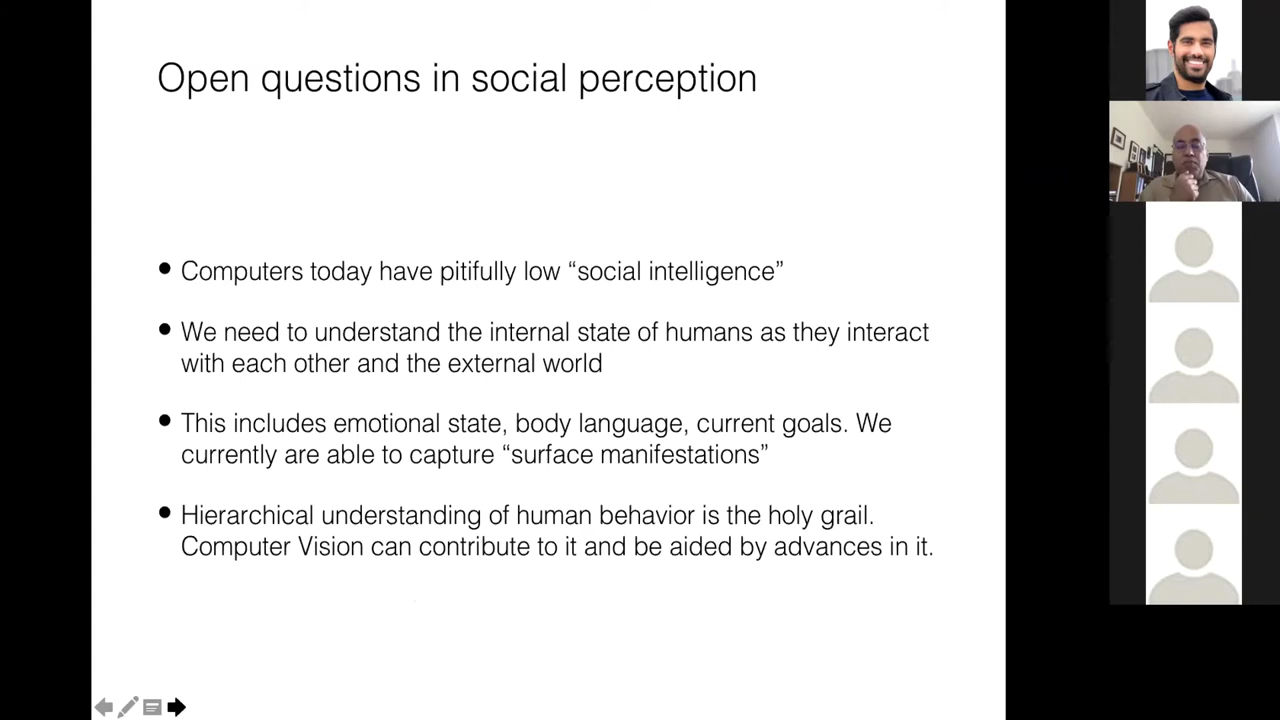 Open questions in social perception
• Computers today have pitifully low “social intelligence”
• We need to understand the internal state of humans as they interact
with each other and the external world
• This includes emotional state, body language, current goals. We
currently are able to capture “surface manifestations”
• Hierarchical understanding of human behavior is the holy grail.
Computer Vision can contribute to it and be aided by advances in it.